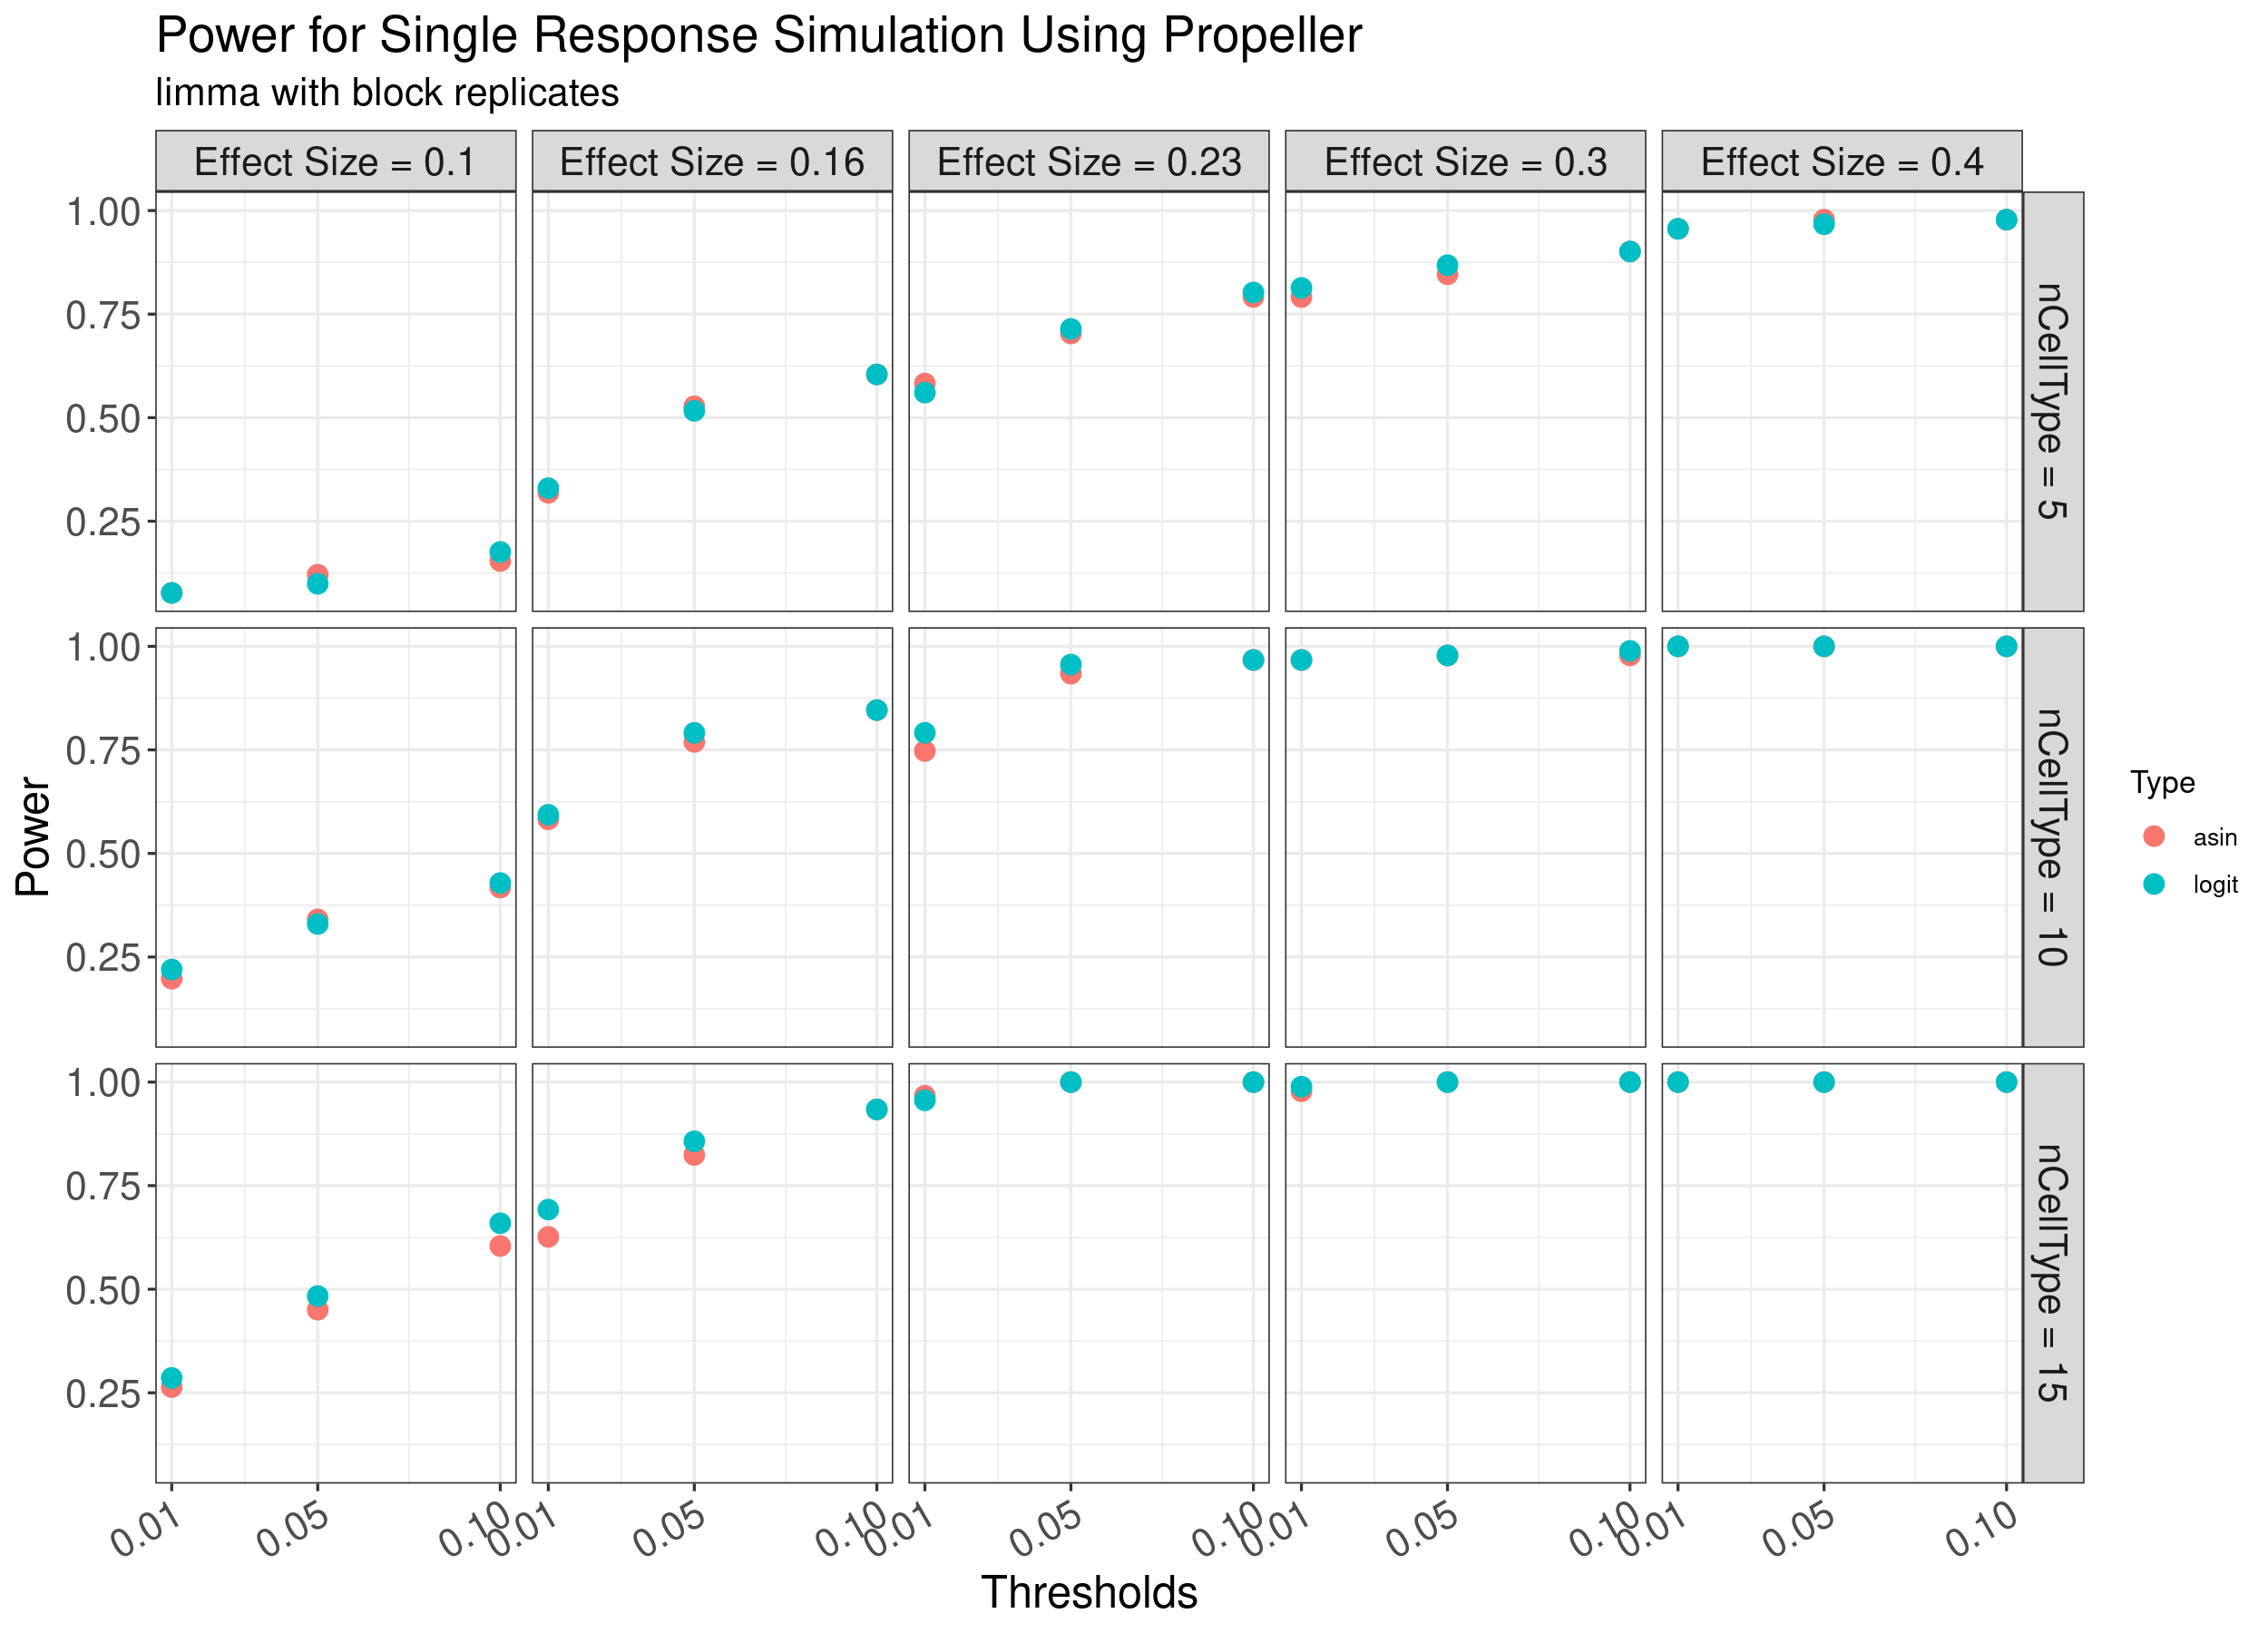 Power for Single Response Simulation Using Propeller
limma with block replicates
Effect Size = 0.1
Effect Size = 0.16
Effect Size = 0.23
Effect Size = 0.3
Effect Size = 0.4
1.00
0.75
0.50
0.25
nCellType = 5
1.00
0.75
0.50
0.25
nCellType = 10
1.00
0.75
0.50
0.25
nCellType = 15
Power
0.01
0.05
0.10
0.01
0.05
0.10
0.01
0.05
0.10
0.01
0.05
0.10
0.01
0.05
0.10
Thresholds
Type
asin
logit